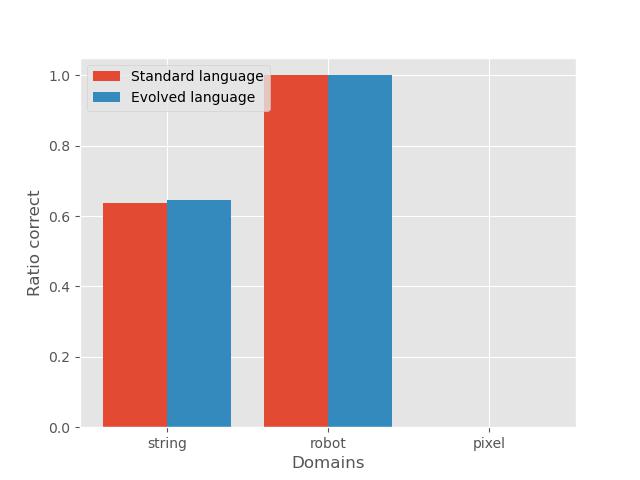 Standard language
Evolved language
1.0
0.8
0.6
0.4
0.2
0.0
Ratio correct
string robot pixel
Domains